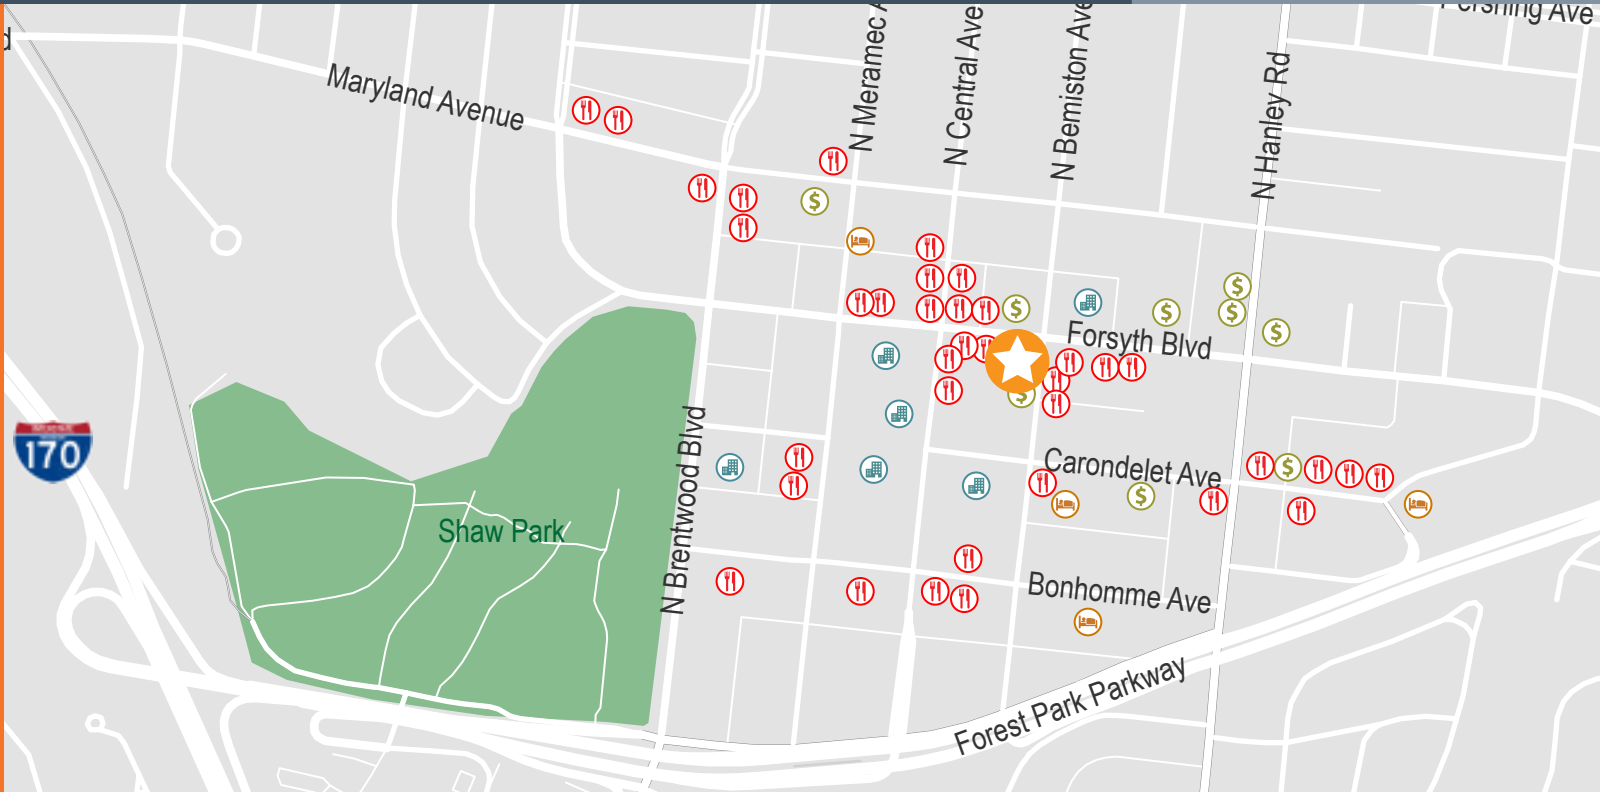 Pershing Ave
d
Maryland Avenue
N Meramec A
N Central Ave
N Bemiston Ave
N Hanley Rd
$
$
$
$
$
$
Forsyth Blvd
$
170
N Brentwood Blvd
Carondelet Ave
$
$
Shaw Park
Bonhomme Ave
Forest Park Parkway